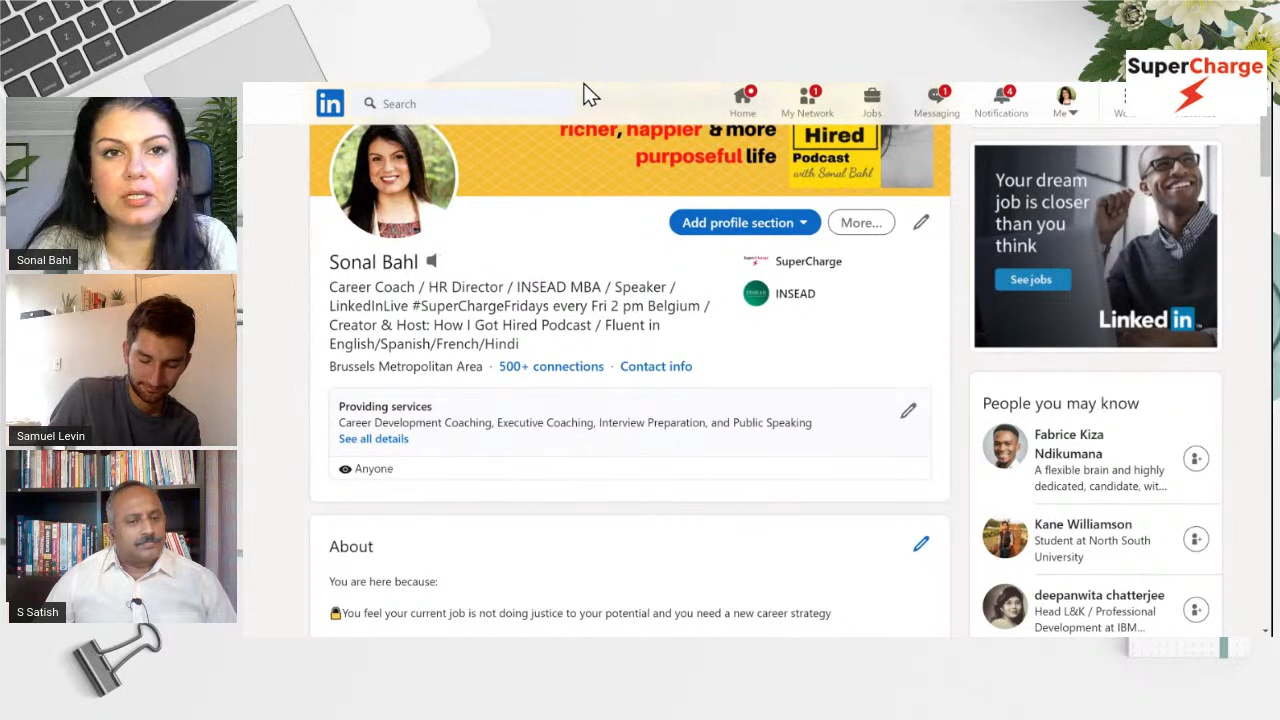 SuperCharge
Sonal Bahl
Samuel Levin
S Satish
Search
Home
1
My Network
Jobs
1
Messaging
4
Notifications
Me
richer, happier & more
purposeful life
Hired
Podcast
with Sonal Bahl
Add profile section
More...
Sonal Bahl
Career Coach / HR Director / INSEAD MBA / Speaker /
LinkedInLive #SuperChargeFridays every Fri 2 pm Belgium /
Creator & Host: How I Got Hired Podcast / Fluent in
English/Spanish/French/Hindi
Brussels Metropolitan Area · 500+ connections · Contact info
SuperCharge
INSEAD
Providing services
Career Development Coaching, Executive Coaching, Interview Preparation, and Public Speaking
See all details
Anyone
About
You are here because:
You feel your current job is not doing justice to your potential and you need a new career strategy
Your dream
job is closer
than you
think
See jobs
Linked in
People you may know
Fabrice Kiza
Ndikumana
A flexible brain and highly
dedicated, candidate, wit...
Kane Williamson
Student at North South
University
deepanwita chatterjee
Head L&K / Professional
Development at IBM...